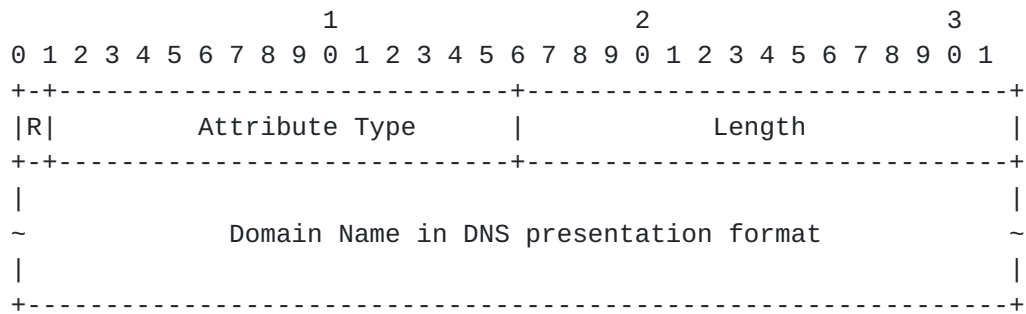 1                   2                   3
 0 1 2 3 4 5 6 7 8 9 0 1 2 3 4 5 6 7 8 9 0 1 2 3 4 5 6 7 8 9 0 1
 +-+-----------------------------+-------------------------------+
 |R|         Attribute Type      |            Length             |
 +-+-----------------------------+-------------------------------+
 |                                                               |
 ~             Domain Name in DNS presentation format            ~
 |                                                               |
 +---------------------------------------------------------------+